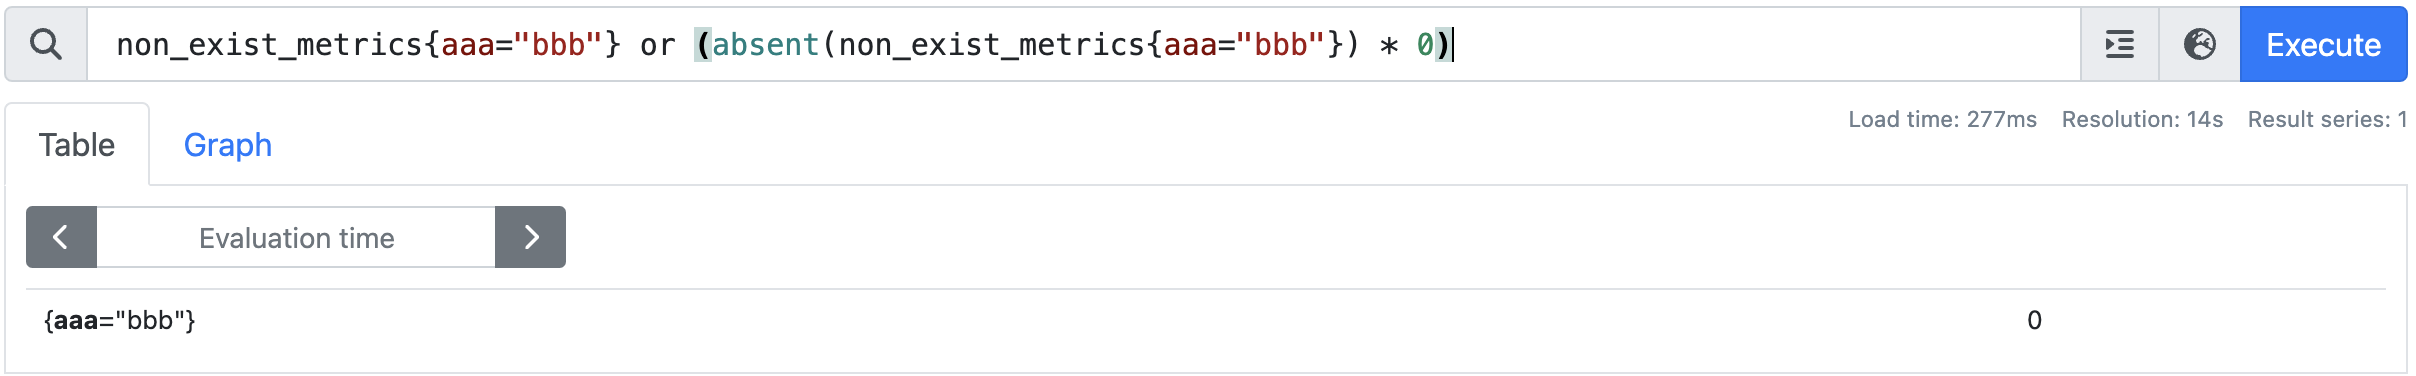 non_exist_metrics{aaa="bbb"} or (absent(non_exist_metrics{aaa="bbb"}) * 0)
Execute
Table
Graph
Load time: 277ms Resolution: 14s Result series: 1
Evaluation time
{aaa="bbb"} 0